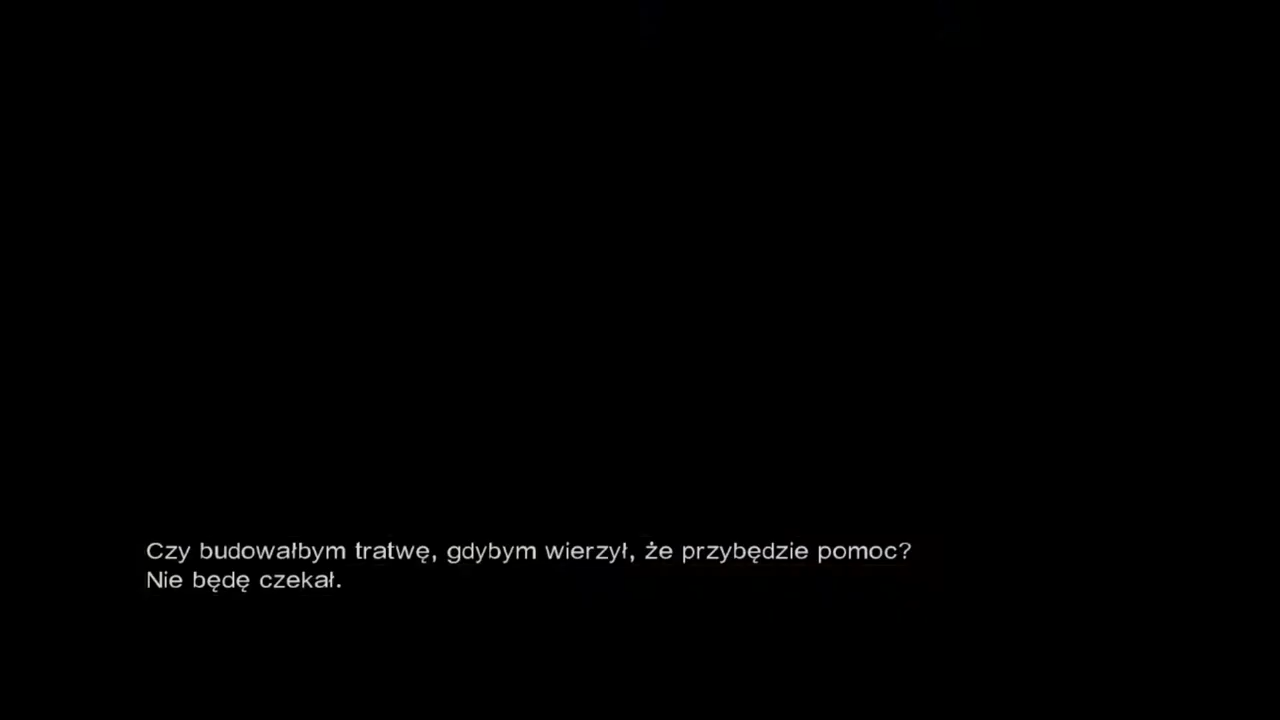 Czy budowałbym tratwę, gdybym wierzył, że przybędzie pomoc?
Nie będę czekał.